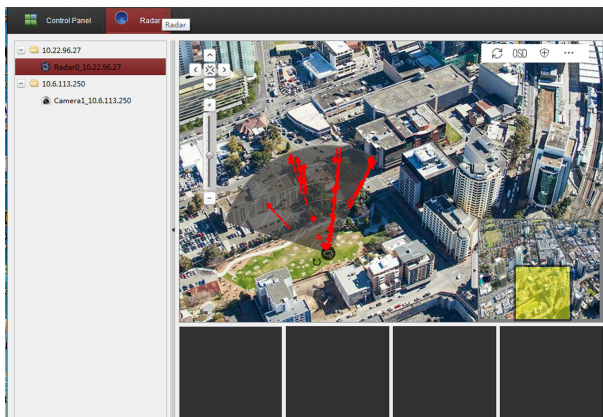 Control Panel
Radar
Radar
10.22.96.27
Radar0_10.22.96.27
10.6.113.250
Camera1_10.6.113.250
OSD